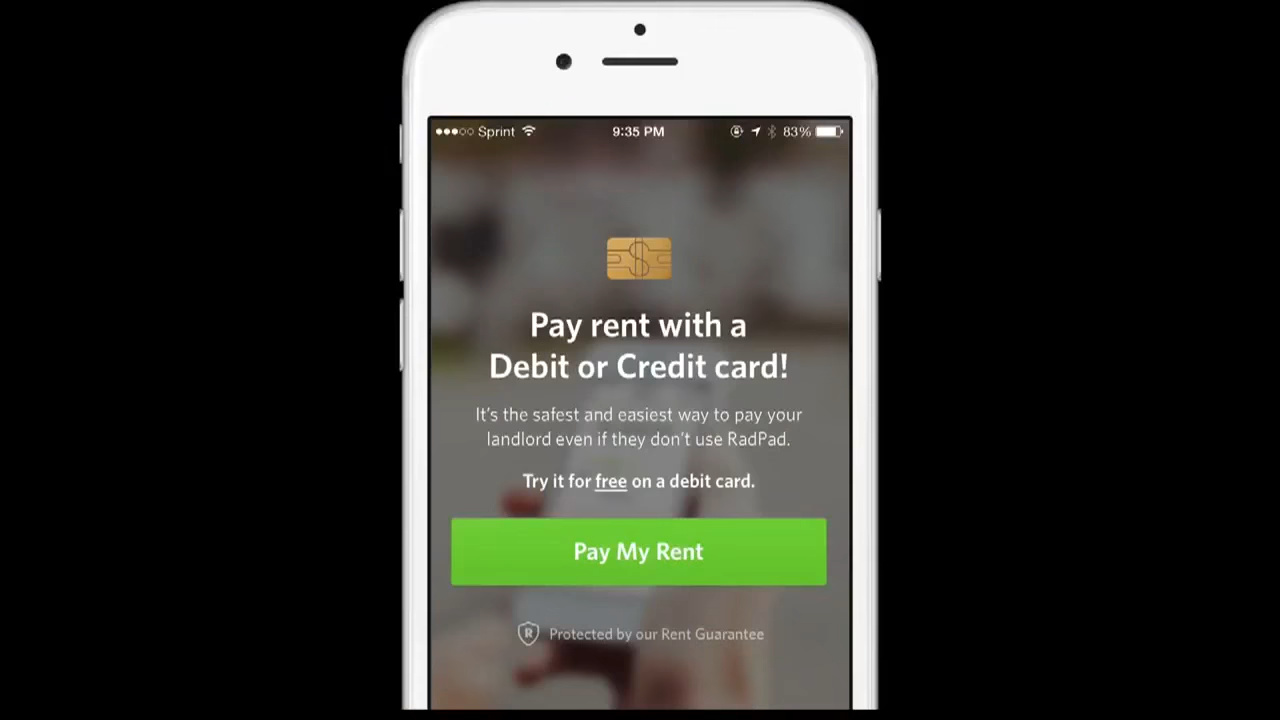 Sprint 9:35 PM 83%
$
Pay rent with a
Debit or Credit card!
It's the safest and easiest way to pay your
landlord even if they don't use RadPad.
Try it for free on a debit card.
Pay My Rent
R Protected by our Rent Guarantee